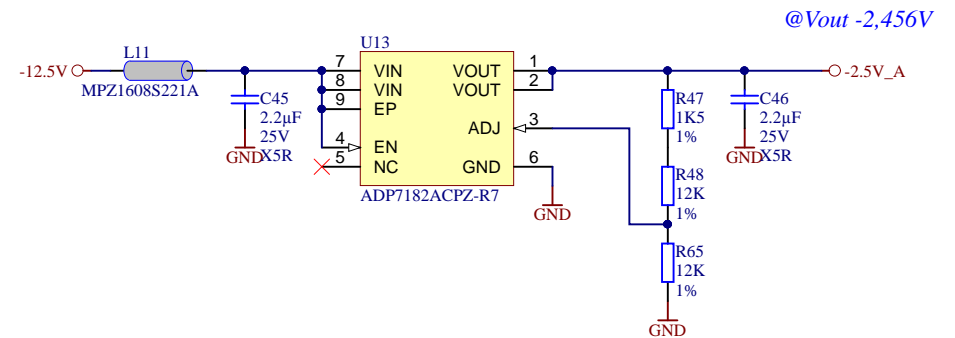 @Vout -2,456V
L11
-12.5V
MPZ1608S221A
C45
2.2µF
25V
X5R
GND
U13
7 VIN VOUT 1
8 VIN VOUT 2
9 EP
ADJ 3
4 EN
5 NC GND 6
ADP7182ACPZ-R7
GND
R47
1K5
1%
R48
12K
1%
R65
12K
1%
GND
C46
2.2µF
25V
X5R
GND
-2.5V_A